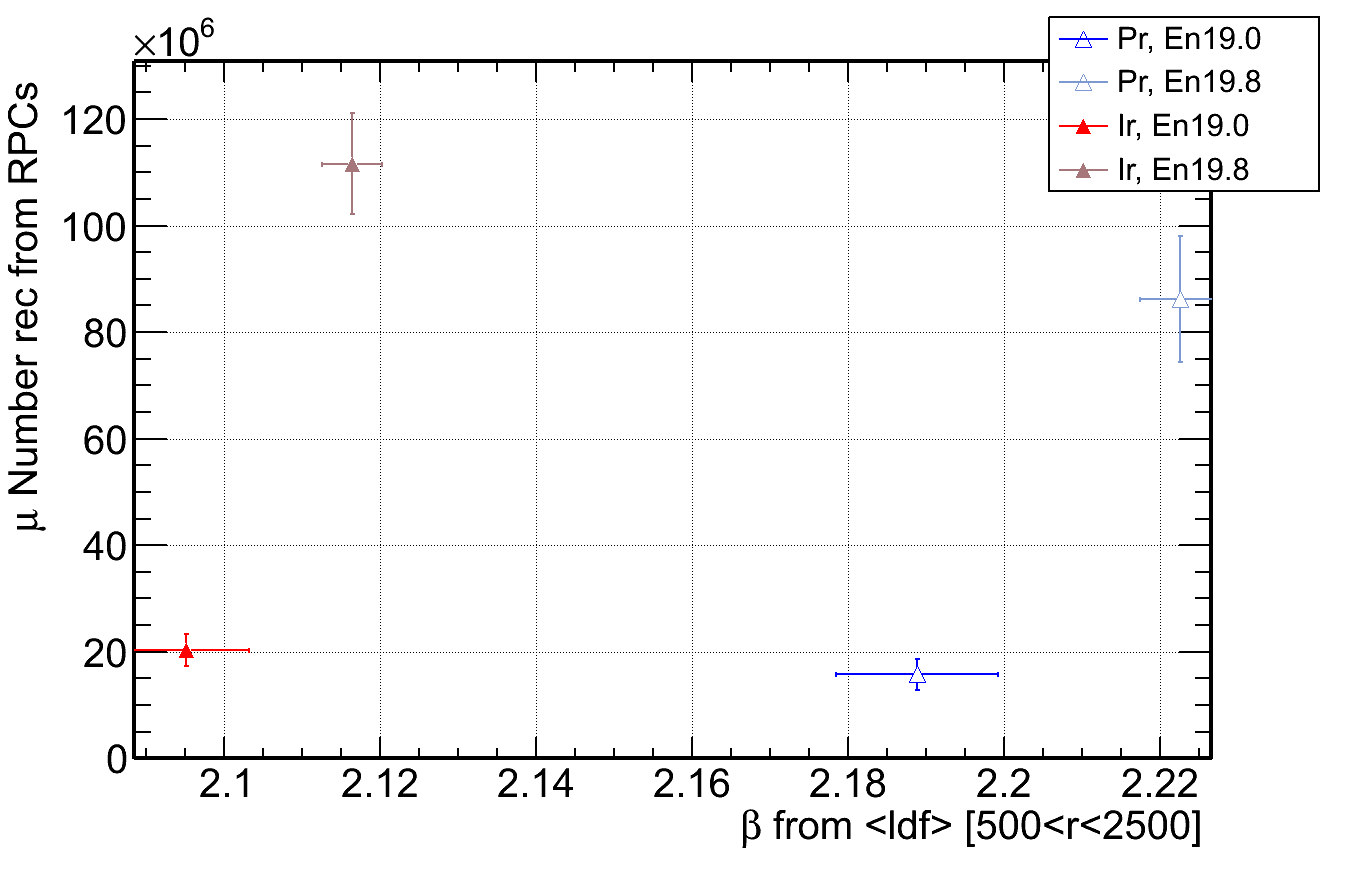 ×10⁶
Pr, En19.0
Pr, En19.8
Ir, En19.0
Ir, En19.8
μ Number rec from RPCs
120
100
80
60
40
20
0
2.1 2.12 2.14 2.16 2.18 2.2 2.22
β from <ldf> [500<r<2500]